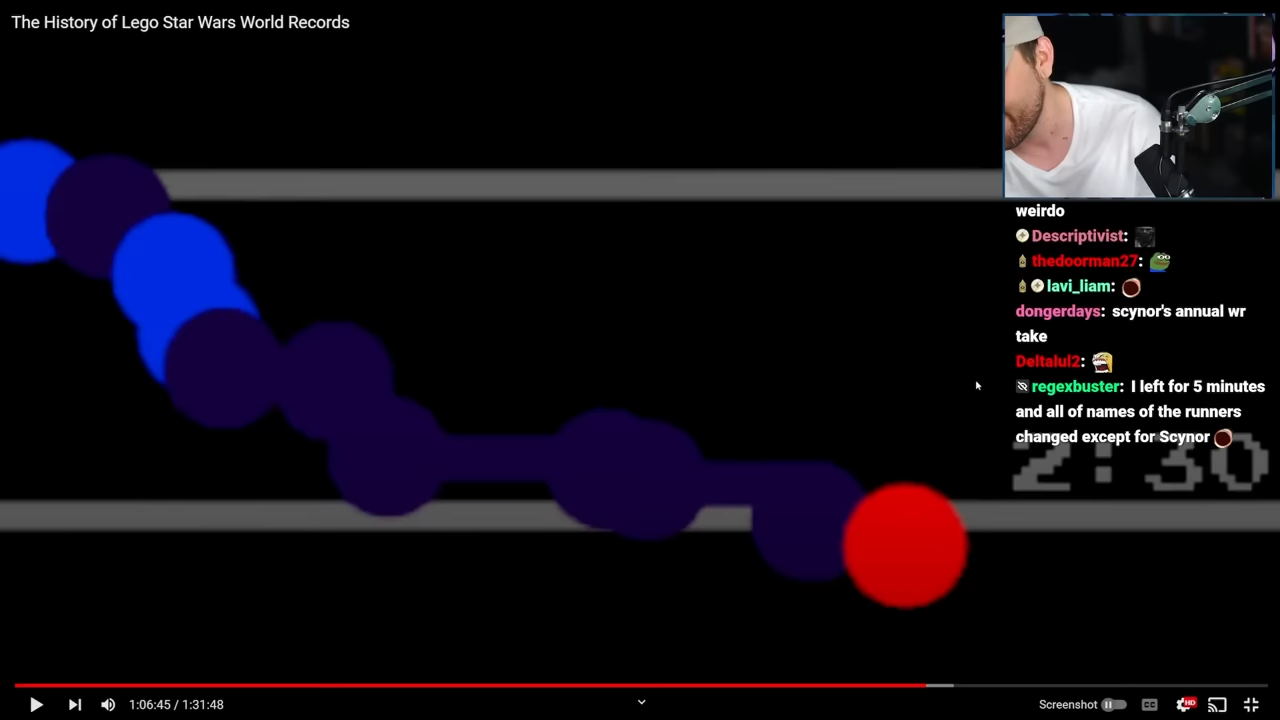 The History of Lego Star Wars World Records
weirdo
Descriptivist:
thedoorman27:
lavi_liam:
dongerdays: scynor's annual wr
take
Deltalul2:
regexbuster: I left for 5 minutes
and all of names of the runners
changed except for Scynor
2:30
1:06:45 / 1:31:48
Screenshot
CC
HD